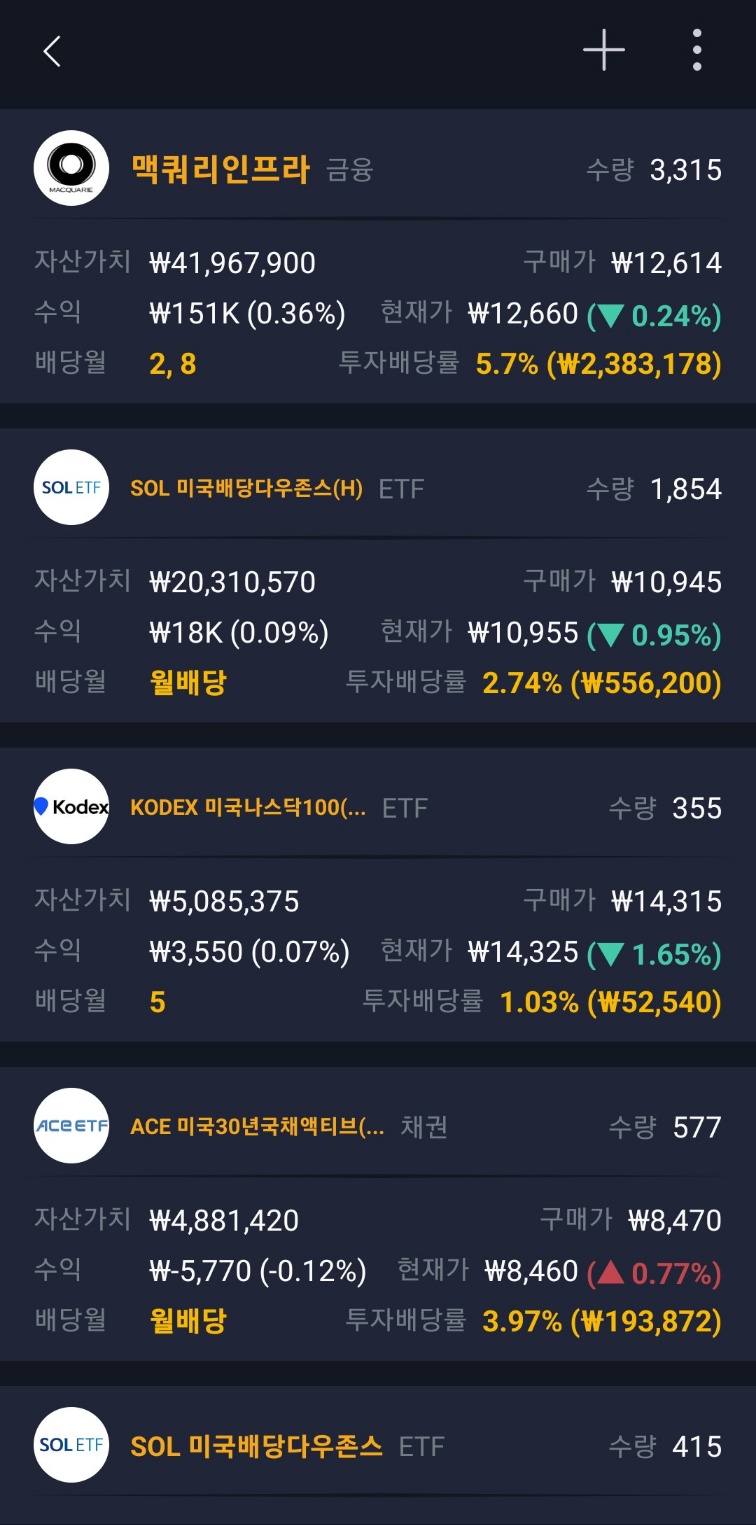 MACQUARIE
맥쿼리인프라 금융 수량 3,315
자산가치 ₩41,967,900 구매가 ₩12,614
수익 ₩151K (0.36%) 현재가 ₩12,660 (▼ 0.24%)
배당월 2, 8 투자배당률 5.7% (₩2,383,178)
SOL ETF SOL 미국배당다우존스(H) ETF 수량 1,854
자산가치 ₩20,310,570 구매가 ₩10,945
수익 ₩18K (0.09%) 현재가 ₩10,955 (▼ 0.95%)
배당월 월배당 투자배당률 2.74% (₩556,200)
Kodex KODEX 미국나스닥100(... ETF 수량 355
자산가치 ₩5,085,375 구매가 ₩14,315
수익 ₩3,550 (0.07%) 현재가 ₩14,325 (▼ 1.65%)
배당월 5 투자배당률 1.03% (₩52,540)
ACE ETF ACE 미국30년국채액티브(... 채권 수량 577
자산가치 ₩4,881,420 구매가 ₩8,470
수익 ₩-5,770 (-0.12%) 현재가 ₩8,460 (▲ 0.77%)
배당월 월배당 투자배당률 3.97% (₩193,872)
SOL ETF SOL 미국배당다우존스 ETF 수량 415